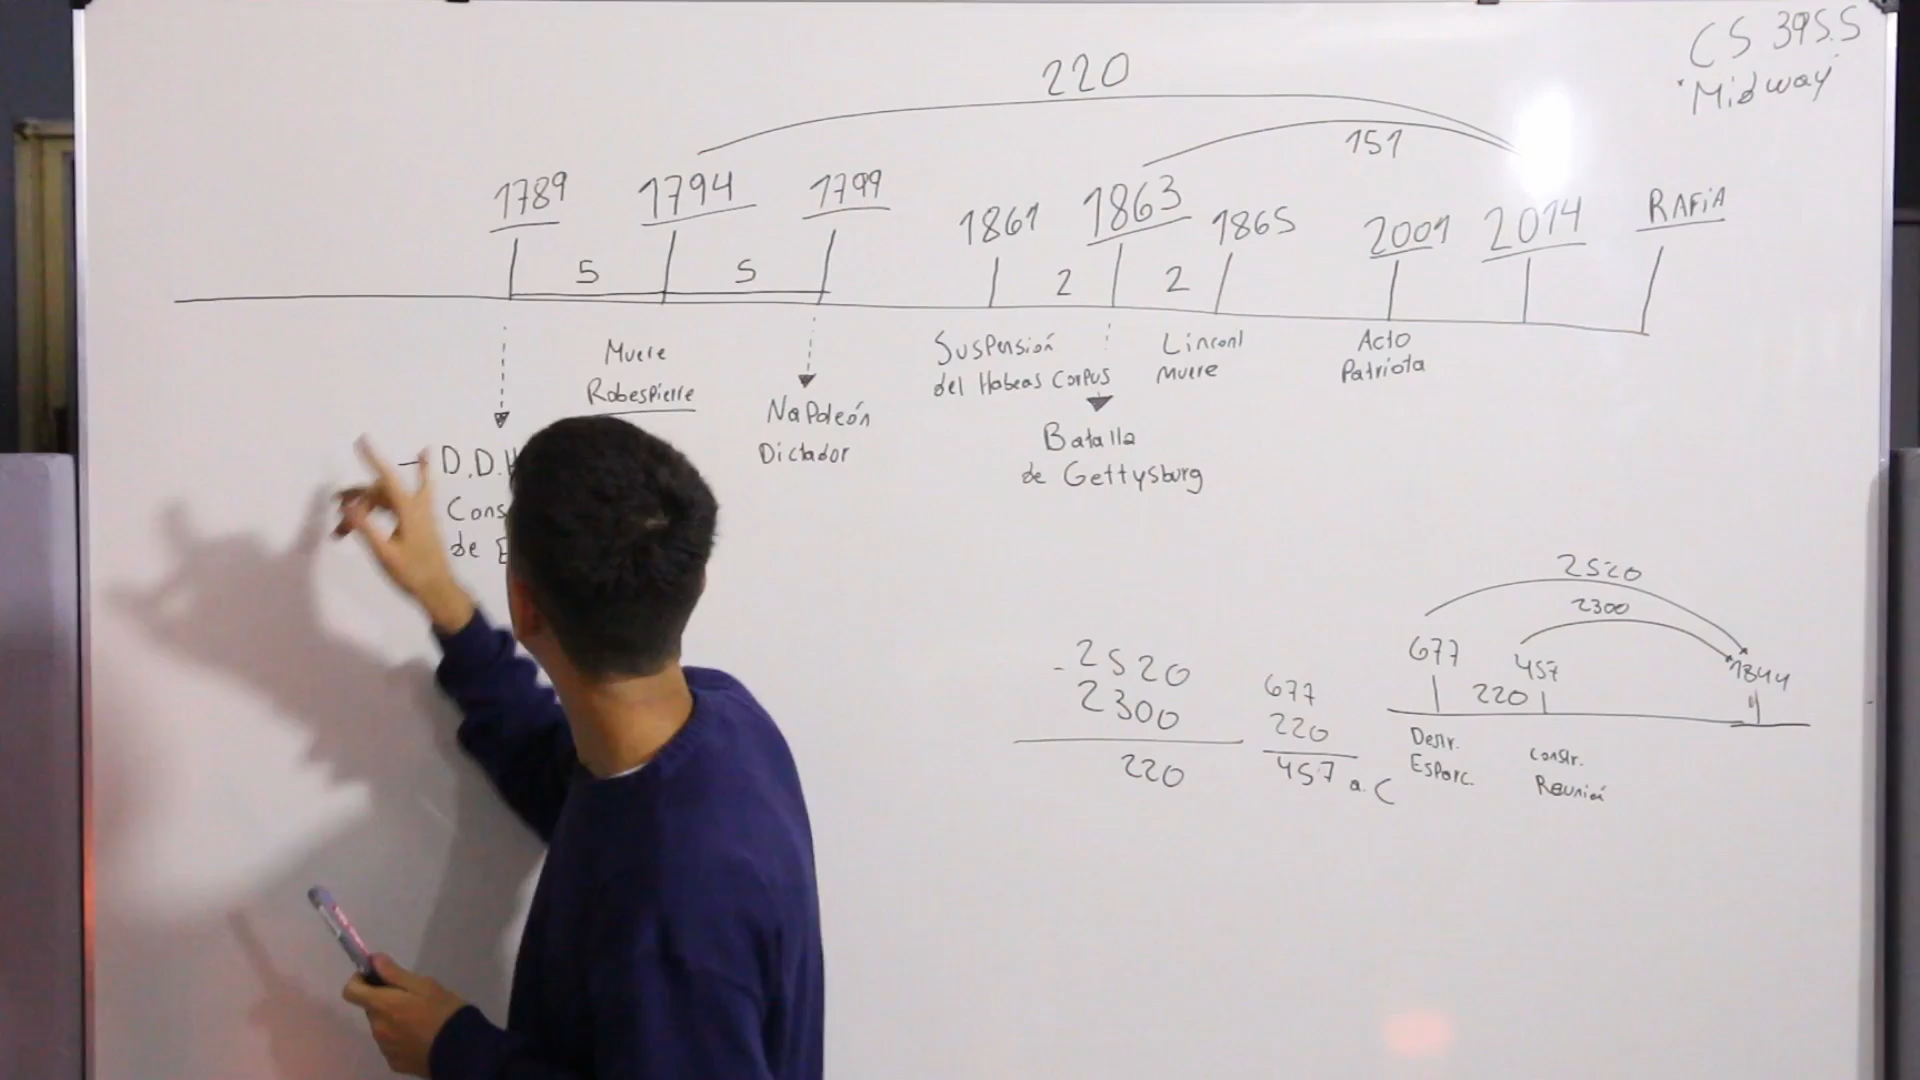 CS 395.5
"Midway"
220
151
1789
1794
1799
1861
1863
1865
2001
2014
RAFiA
5
5
2
2
Muere
Robespierre
Napoleón
Dictador
Suspensión
del Habeas Corpus
Linconl
muere
Acto
Patriota
Batalla
de Gettysburg
- D.D.H
Cons
de E
2520
2300
677
457
1844
220
Destr.
Esparc.
Constr.
Reunión
- 2520
2300
220
677
220
457 a.C